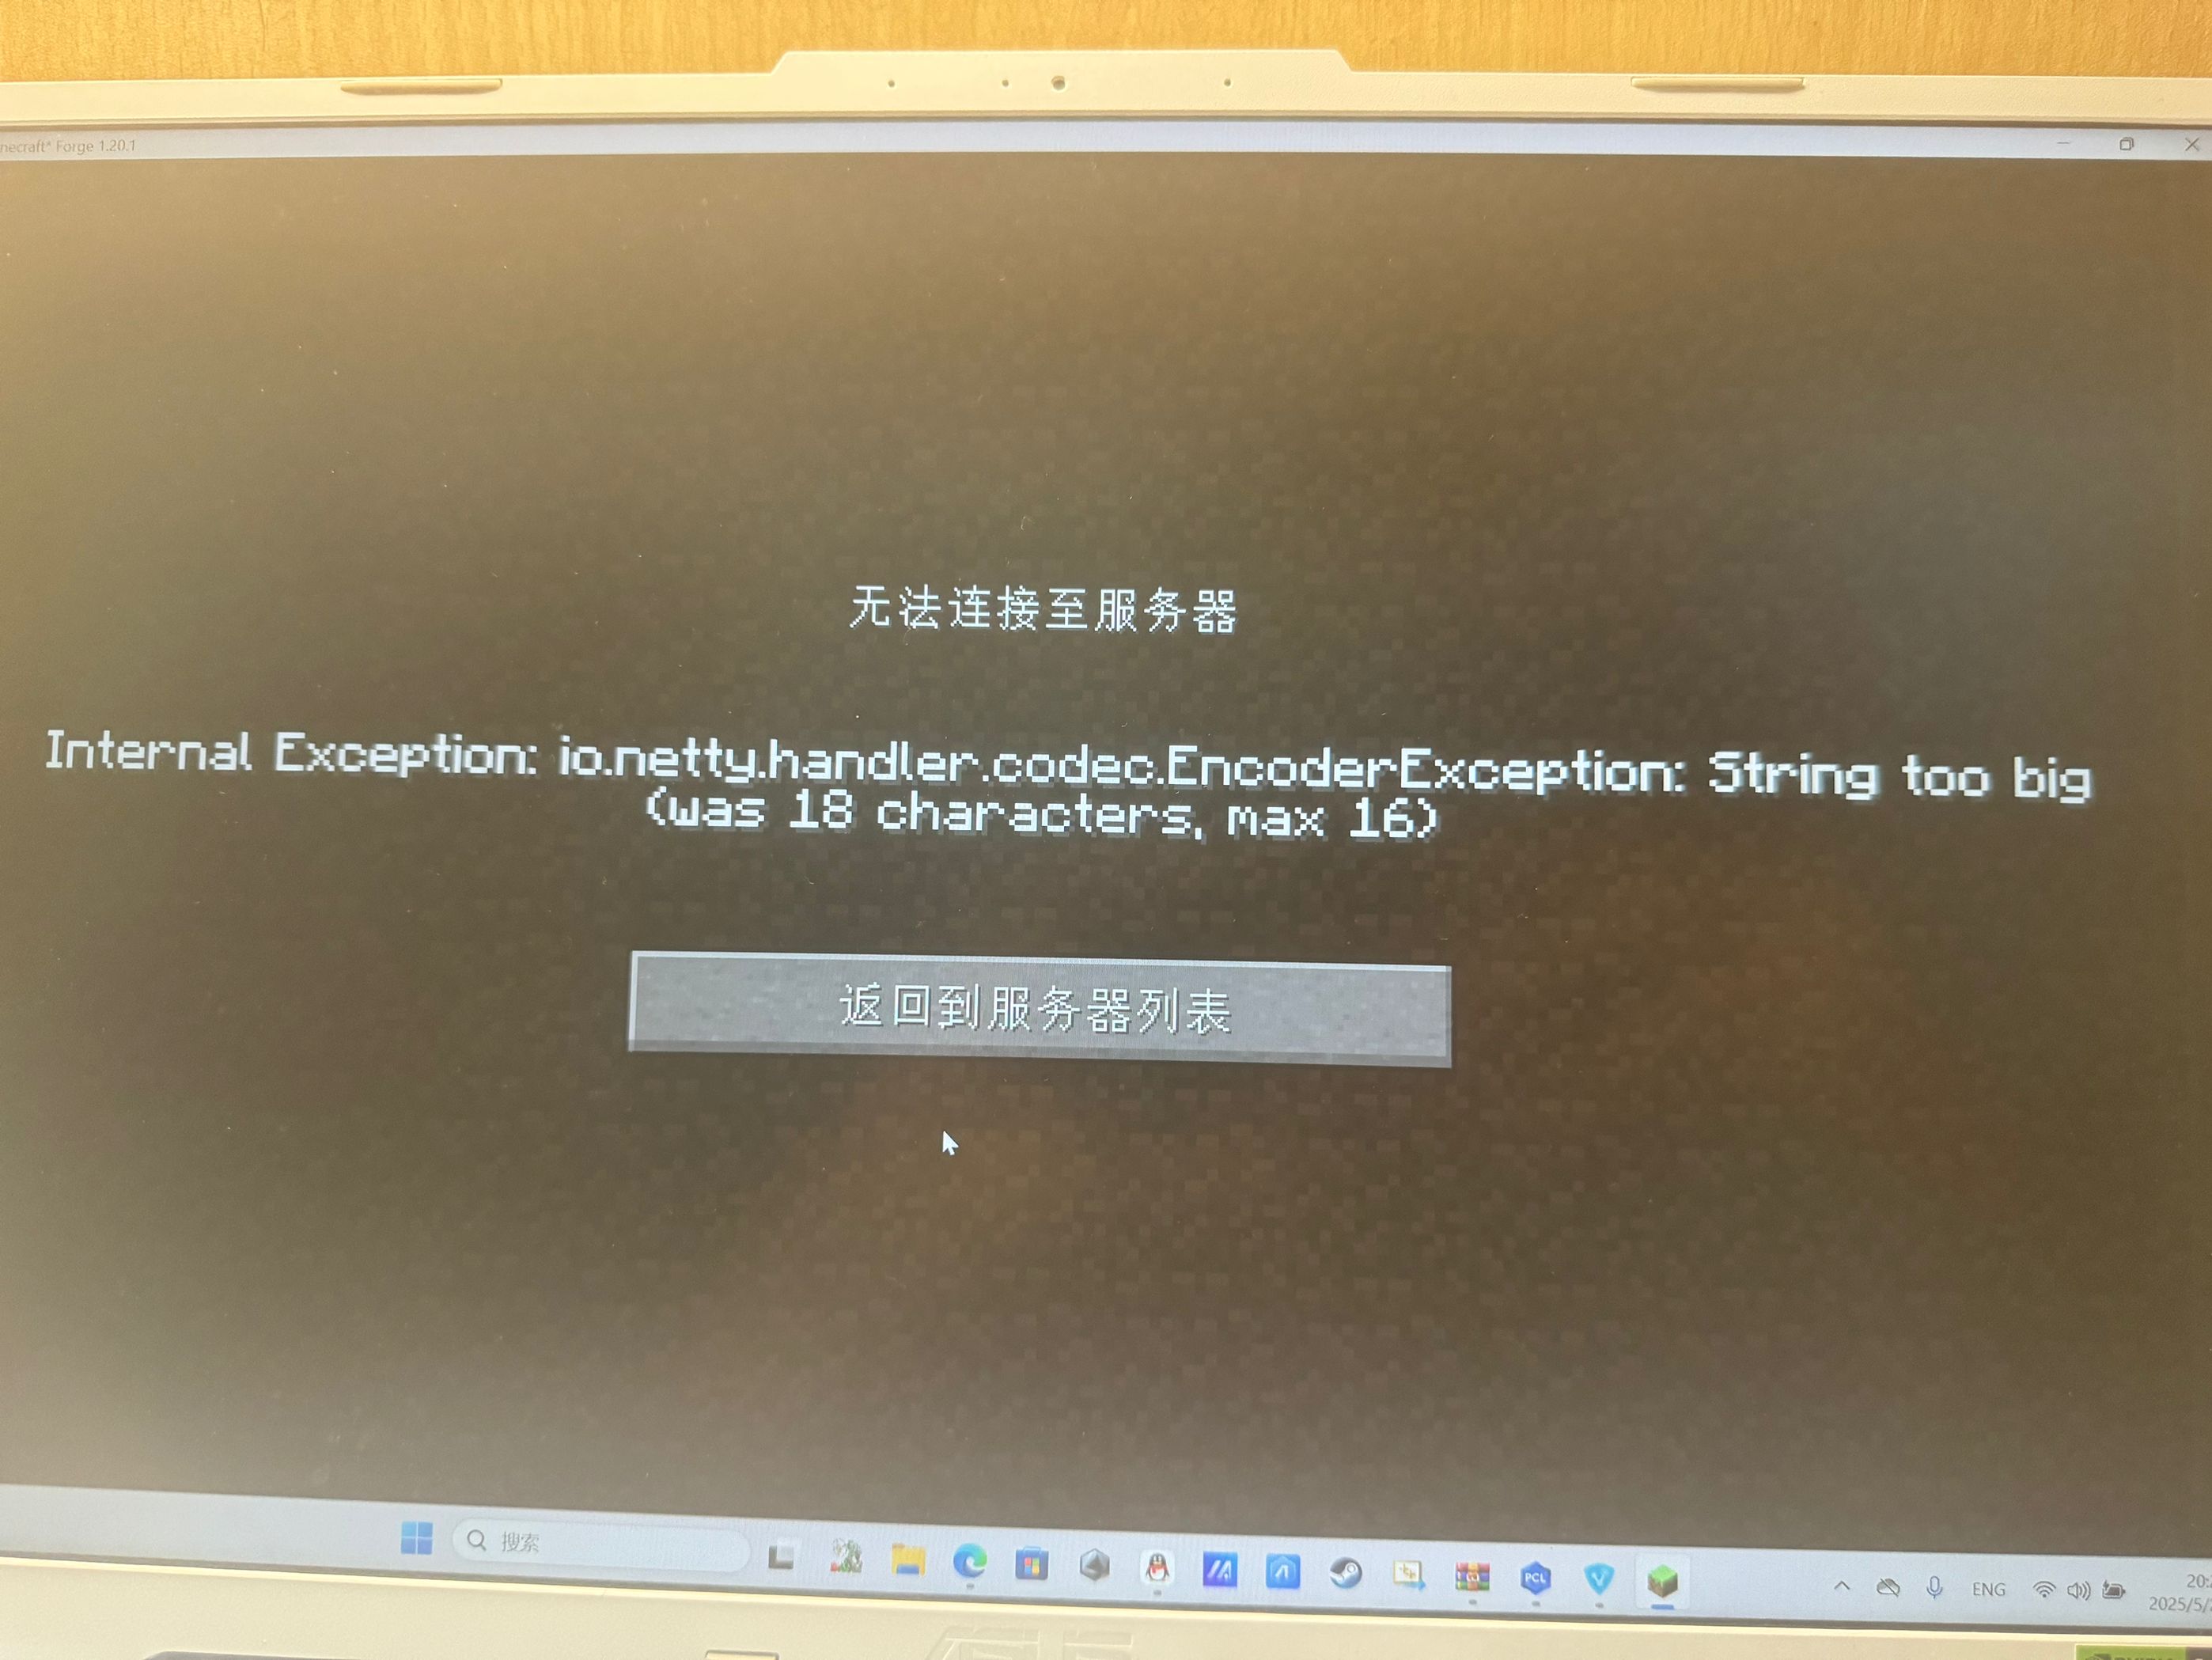 necraft* Forge 1.20.1
无法连接至服务器
Internal Exception: io.netty.handler.codec.EncoderException: String too big
(was 18 characters, max 16)
返回到服务器列表
搜索
PCL
ENG
20:
2025/5/